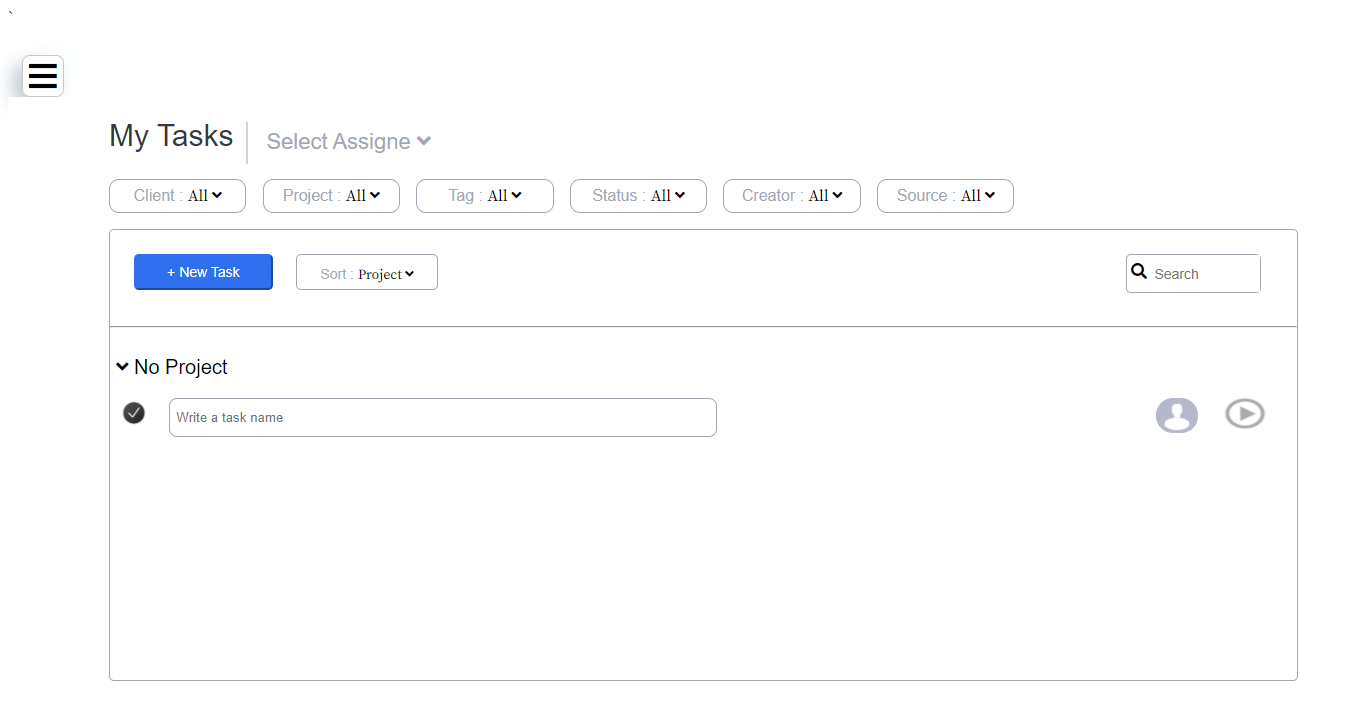 `
My Tasks Select Assigne
Client : All Project : All Tag : All Status : All Creator : All Source : All
+ New Task Sort : Project Search
No Project
Write a task name